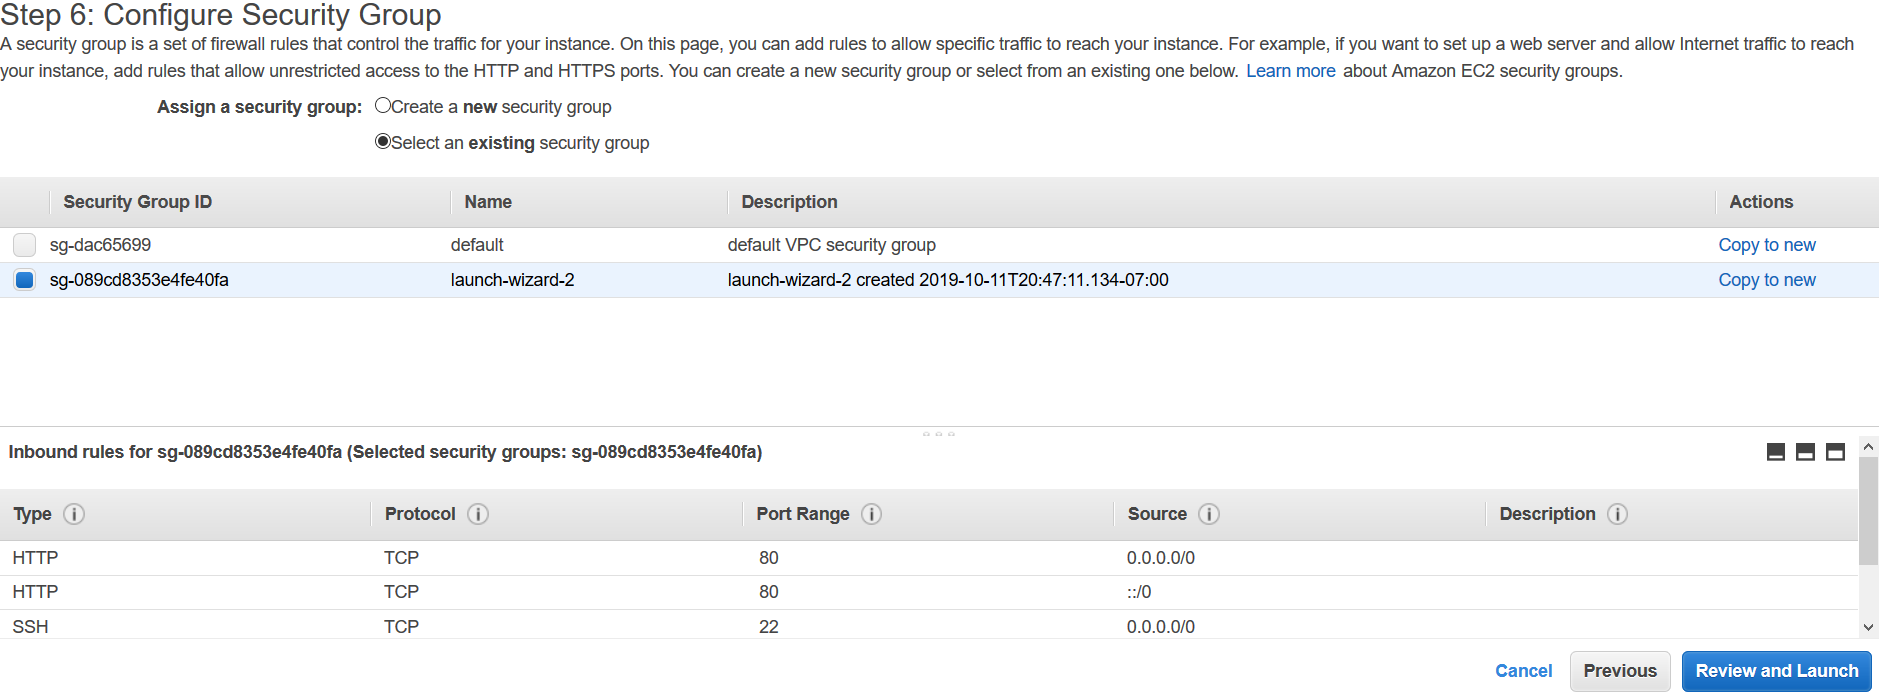 Step 6: Configure Security Group
A security group is a set of firewall rules that control the traffic for your instance. On this page, you can add rules to allow specific traffic to reach your instance. For example, if you want to set up a web server and allow Internet traffic to reach
your instance, add rules that allow unrestricted access to the HTTP and HTTPS ports. You can create a new security group or select from an existing one below. Learn more about Amazon EC2 security groups.
Assign a security group: Create a new security group
Select an existing security group
Security Group ID Name Description Actions
sg-dac65699 default default VPC security group Copy to new
sg-089cd8353e4fe40fa launch-wizard-2 launch-wizard-2 created 2019-10-11T20:47:11.134-07:00 Copy to new
Inbound rules for sg-089cd8353e4fe40fa (Selected security groups: sg-089cd8353e4fe40fa)
Type Protocol Port Range Source Description
HTTP TCP 80 0.0.0.0/0
HTTP TCP 80 ::/0
SSH TCP 22 0.0.0.0/0
Cancel Previous Review and Launch